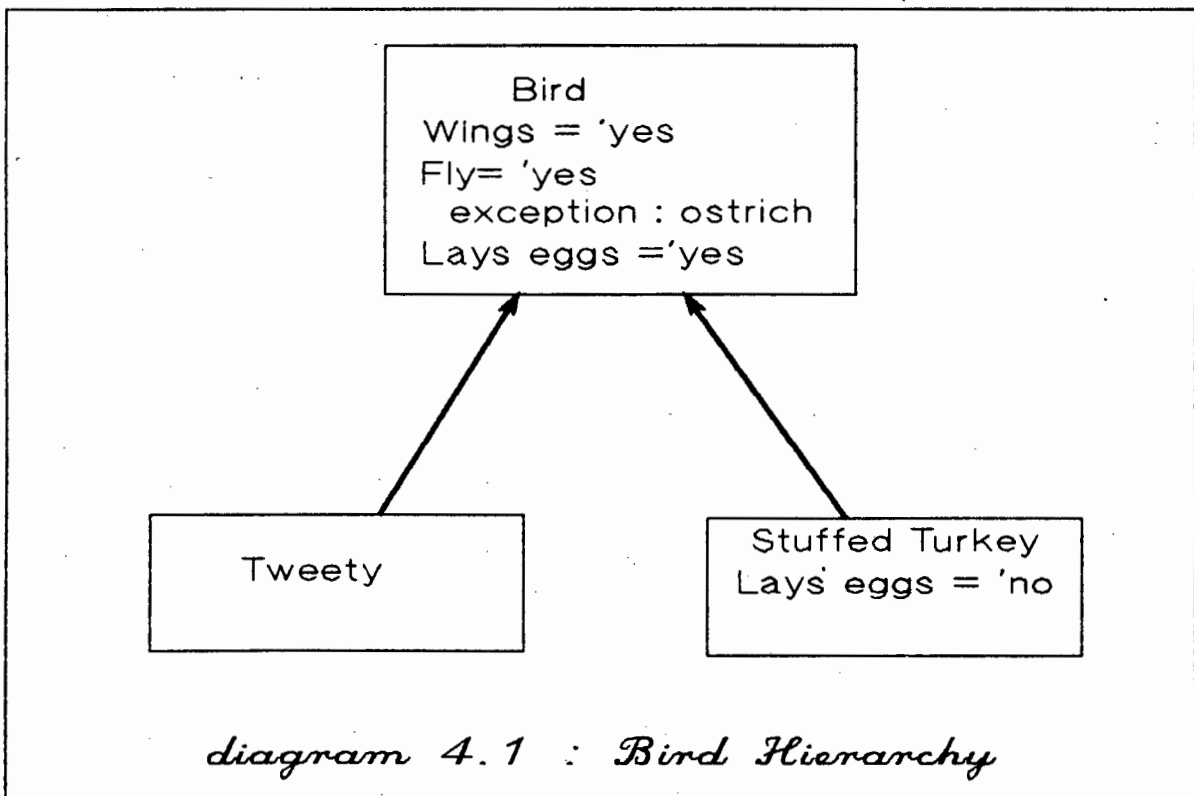 Bird
Wings = 'yes
Fly= 'yes
exception : ostrich
Lays eggs ='yes
Tweety
Stuffed Turkey
Lays eggs = 'no
diagram 4.1 : Bird Hierarchy